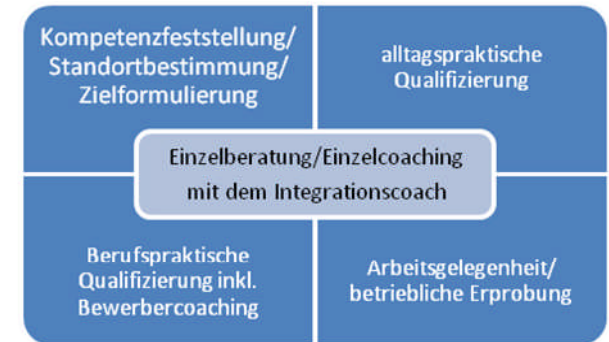 Kompetenzfeststellung/
Standortbestimmung/
Zielformulierung
alltagspraktische
Qualifizierung
Einzelberatung/Einzelcoaching
mit dem Integrationscoach
Berufspraktische
Qualifizierung inkl.
Bewerbercoaching
Arbeitsgelegenheit/
betriebliche Erprobung